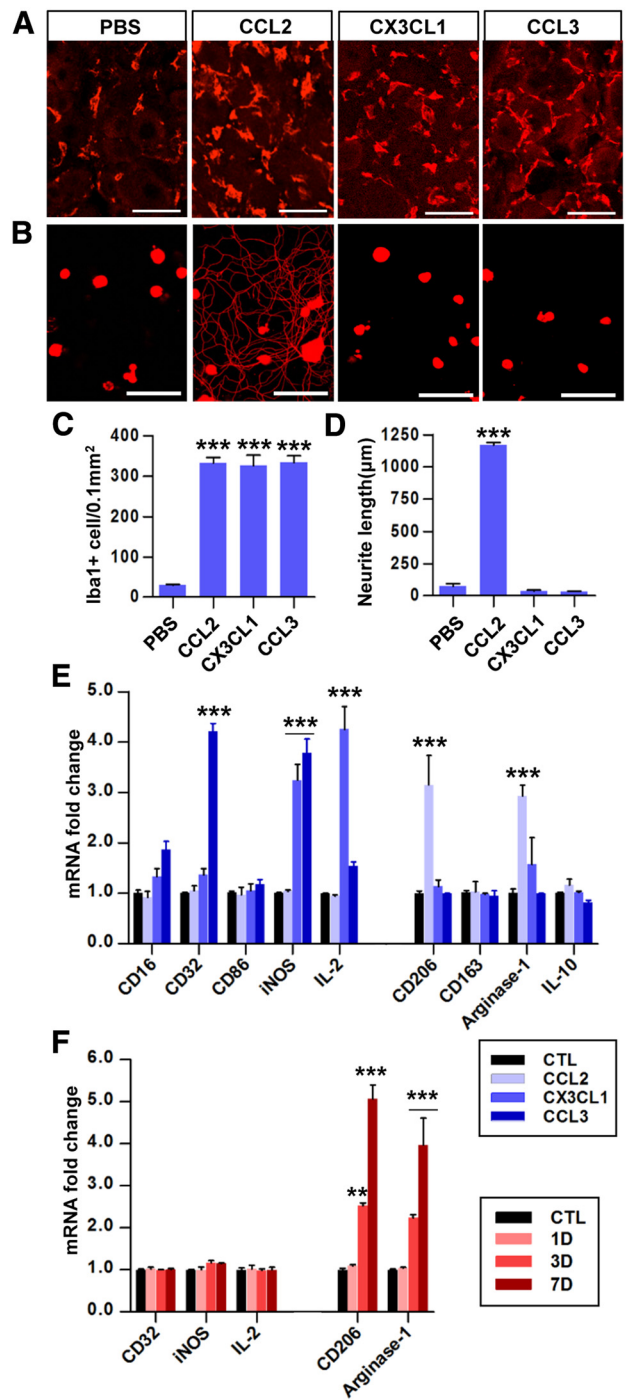 A
PBS
CCL2
CX3CL1
CCL3
B
C
Iba1+ cell/0.1mm²
400
300
200
100
0
***
***
***
PBS
CCL2
CX3CL1
CCL3
D
Neurite length(µm)
1250
1000
750
500
250
0
***
PBS
CCL2
CX3CL1
CCL3
E
mRNA fold change
5.0
4.0
3.0
2.0
1.0
0.0
***
***
***
***
***
CD16
CD32
CD86
iNOS
IL-2
CD206
CD163
Arginase-1
IL-10
F
mRNA fold change
6.0
5.0
4.0
3.0
2.0
1.0
0.0
**
***
***
CD32
iNOS
IL-2
CD206
Arginase-1
CTL
CCL2
CX3CL1
CCL3
CTL
1D
3D
7D